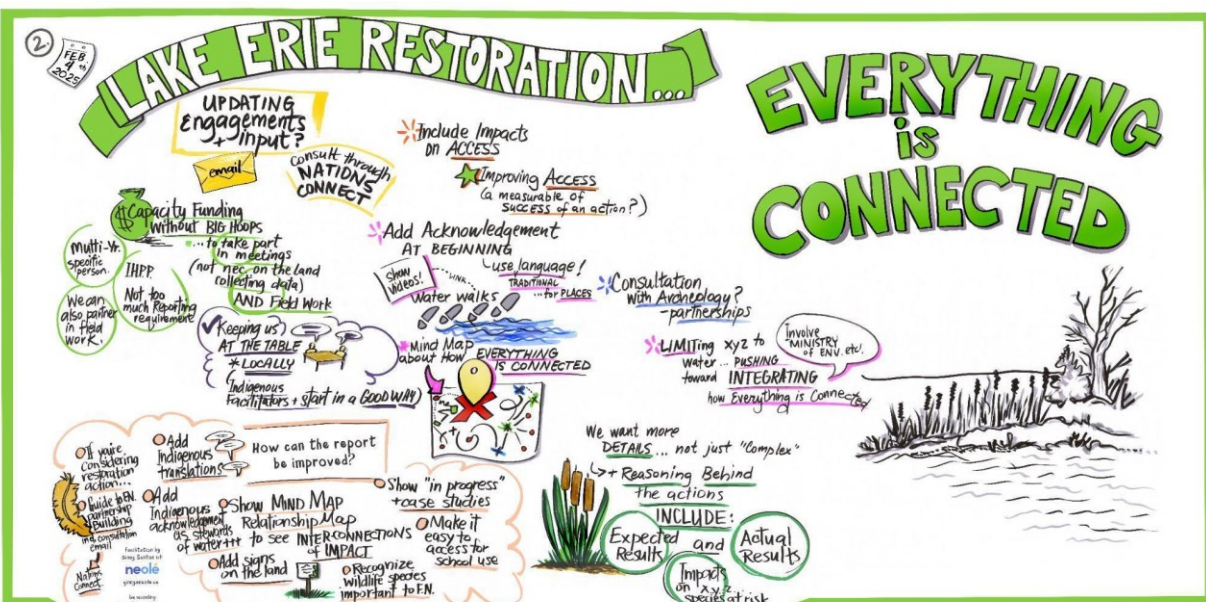 2.
FEB.
4th
2025
LAKE ERIE RESTORATION...
EVERYTHING
is
CONNECTED
UPDATING
Engagements
+ Input?
email
Consult through
NATIONS
CONNECT
Include Impacts
on ACCESS
Improving Access
(a measurable of
success of an action?)
$ Capacity Funding
without BIG HOOPS
... to take part
in meetings
(not nec. on the land
collecting data)
AND Field Work
Multi-Yr.
specific
person.
IHPP.
Not too
much Reporting
requirement
We can
also partner
in field
work.
Add Acknowledgement
AT BEGINNING
use language!
TRADITIONAL
... for PLACES
show
videos!
LINK
Water walks
Keeping us
AT THE TABLE
* LOCALLY
(Indigenous
Facilitators + start in a GOOD WAY)
Mind Map
about How EVERYTHING
IS CONNECTED
Consultation
with Archeology?
- partnerships
LIMITing xyz to
water ... PUSHING
toward INTEGRATING
how Everything is Connected
Involve
"MINISTRY
OF ENV. etc!
How can the report
be improved?
If you're
considering
restoration
action...
Guide to F.N.
partnership
Building
consultation
email
Nations
Connect.
Add
Indigenous
translations
Add
Indigenous
acknowledgement
as stewards
of water +++
Show MIND MAP
Relationship Map
to see INTERCONNECTIONS
of IMPACT
Add signs
on the land
Show "in progress"
+ case studies
Make it
easy to
access for
school use
Recognize
wildlife species
important to F.N.
Facilitation by
neolé
live recording
We want more
DETAILS ... not just "complex"
+ Reasoning Behind
the actions
INCLUDE:
Expected
Results
and
Actual
Results
Impacts
on "x.y.z."
species at risk